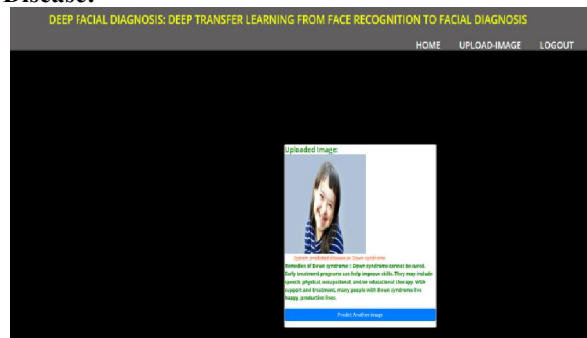 Disease.
DEEP FACIAL DIAGNOSIS: DEEP TRANSFER LEARNING FROM FACE RECOGNITION TO FACIAL DIAGNOSIS
HOME UPLOAD-IMAGE LOGOUT
Uploaded Image:
System predicted disease as Down syndrome
Remedies of Down syndrome : Down syndrome cannot be cured.
Early treatment programs can help improve skills. They may include
speech, physical, occupational, and/or educational therapy. With
support and treatment, many people with Down syndrome live
happy, productive lives.
Predict Another Image